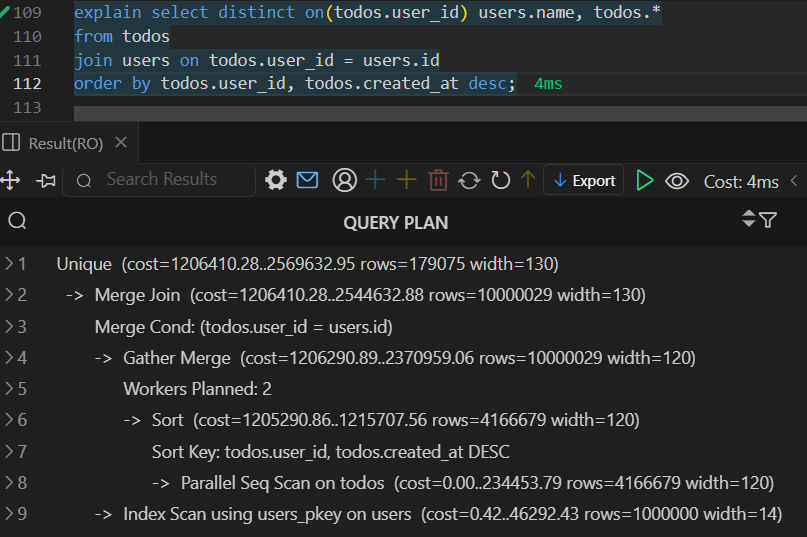 109 explain select distinct on(todos.user_id) users.name, todos.*
110 from todos
111 join users on todos.user_id = users.id
112 order by todos.user_id, todos.created_at desc; 4ms
113
Result(RO)
Search Results Export Cost: 4ms
QUERY PLAN
1 Unique (cost=1206410.28..2569632.95 rows=179075 width=130)
2 -> Merge Join (cost=1206410.28..2544632.88 rows=10000029 width=130)
3 Merge Cond: (todos.user_id = users.id)
4 -> Gather Merge (cost=1206290.89..2370959.06 rows=10000029 width=120)
5 Workers Planned: 2
6 -> Sort (cost=1205290.86..1215707.56 rows=4166679 width=120)
7 Sort Key: todos.user_id, todos.created_at DESC
8 -> Parallel Seq Scan on todos (cost=0.00..234453.79 rows=4166679 width=120)
9 -> Index Scan using users_pkey on users (cost=0.42..46292.43 rows=1000000 width=14)